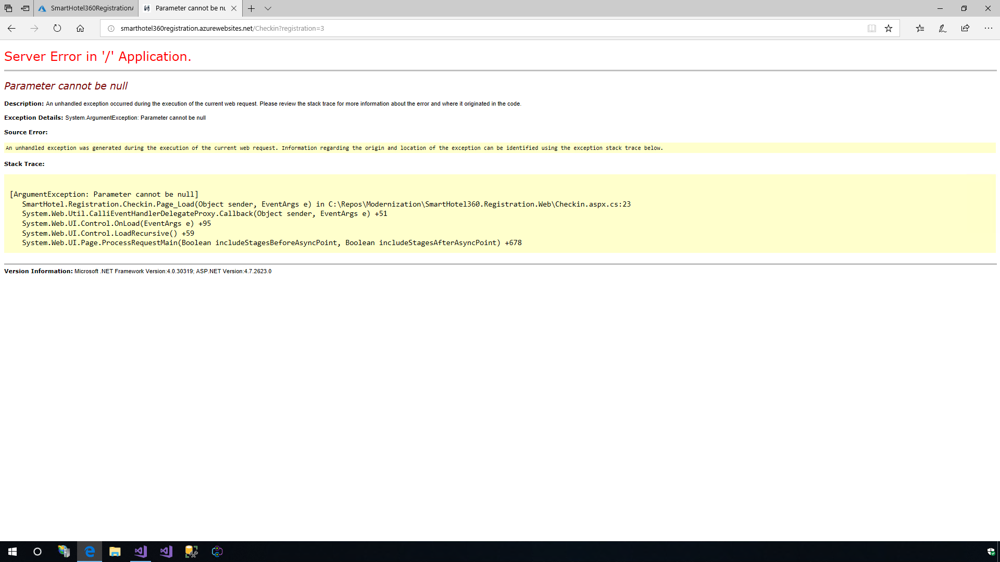 SmartHotel360Registration
Parameter cannot be nu
smarthotel360registration.azurewebsites.net/Checkin?registration=3
Server Error in '/' Application.
Parameter cannot be null
Description: An unhandled exception occurred during the execution of the current web request. Please review the stack trace for more information about the error and where it originated in the code.
Exception Details: System.ArgumentException: Parameter cannot be null
Source Error:
An unhandled exception was generated during the execution of the current web request. Information regarding the origin and location of the exception can be identified using the exception stack trace below.
Stack Trace:
[ArgumentException: Parameter cannot be null]
SmartHotel.Registration.Checkin.Page_Load(Object sender, EventArgs e) in C:\Repos\Modernization\SmartHotel360.Registration.Web\Checkin.aspx.cs:23
System.Web.Util.CalliEventHandlerDelegateProxy.Callback(Object sender, EventArgs e) +51
System.Web.UI.Control.OnLoad(EventArgs e) +95
System.Web.UI.Control.LoadRecursive() +59
System.Web.UI.Page.ProcessRequestMain(Boolean includeStagesBeforeAsyncPoint, Boolean includeStagesAfterAsyncPoint) +678
Version Information: Microsoft .NET Framework Version:4.0.30319; ASP.NET Version:4.7.2623.0